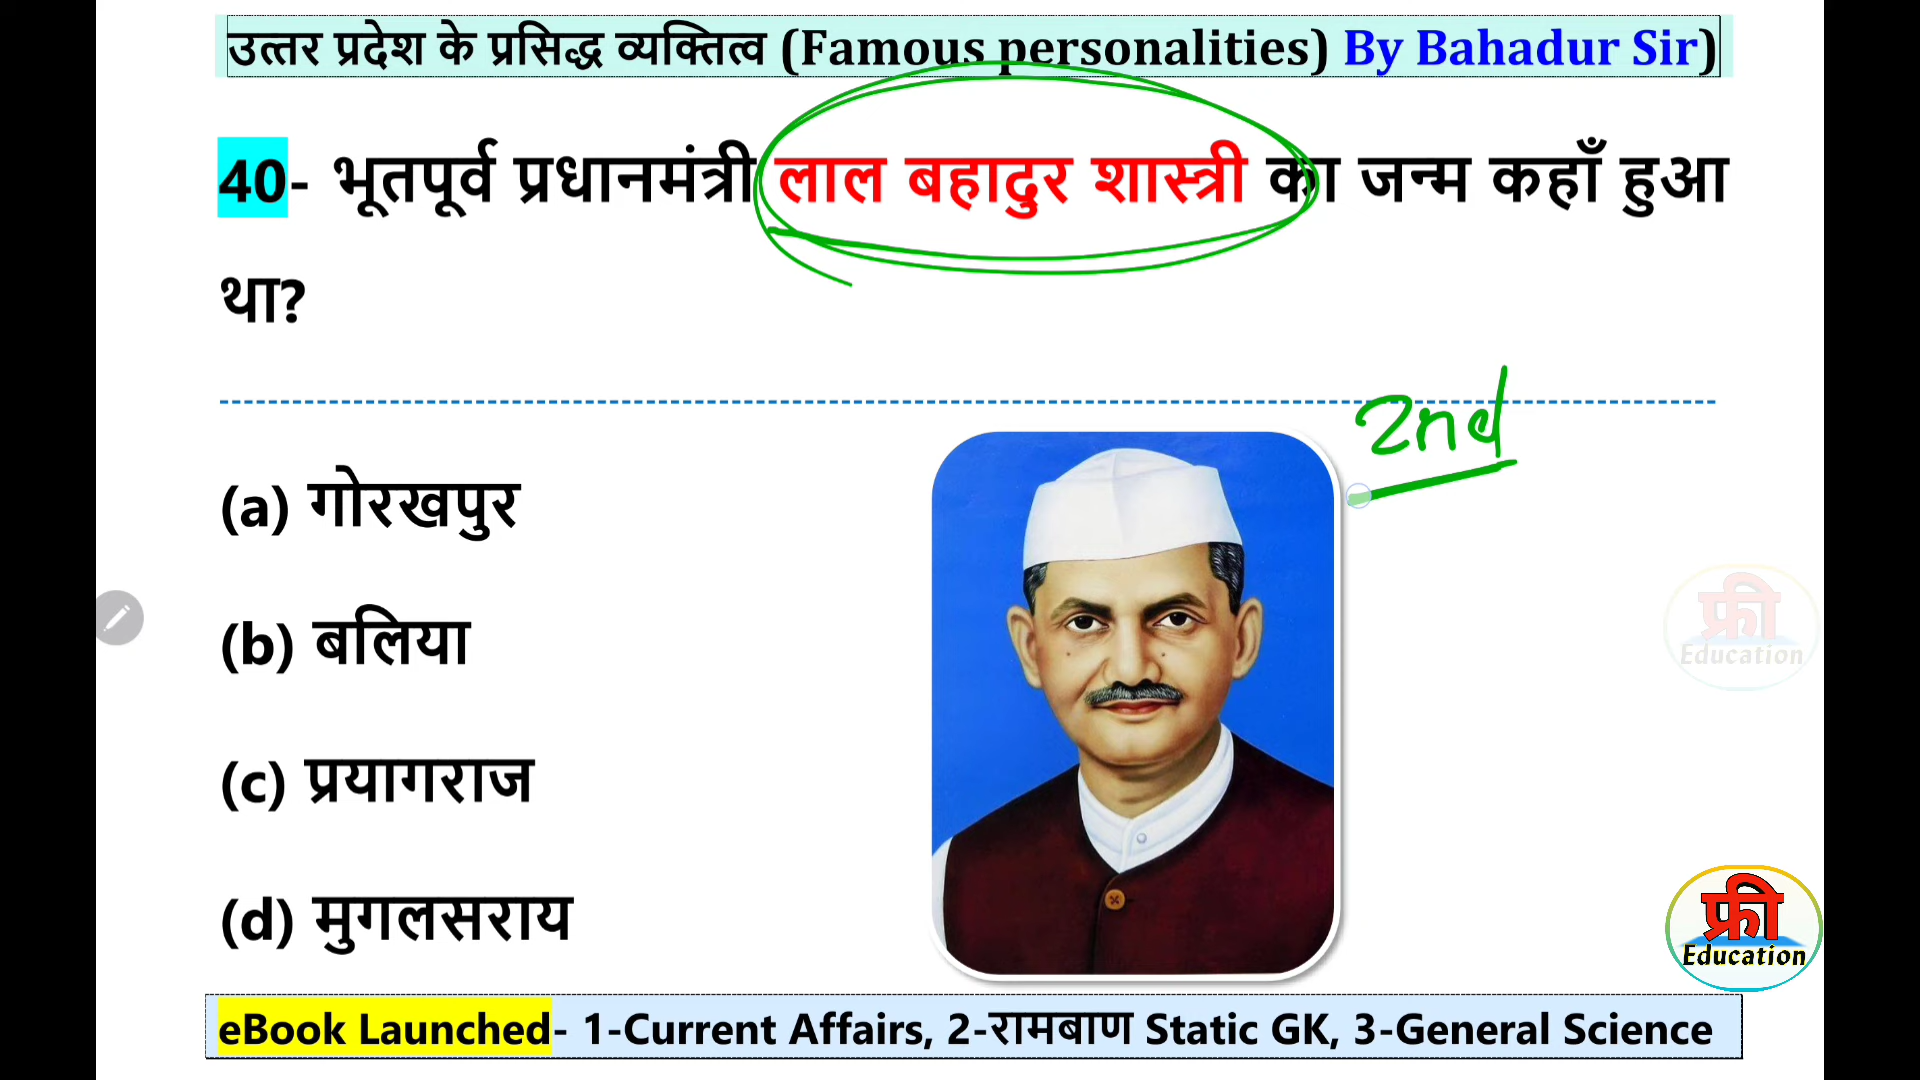 उत्तर प्रदेश के प्रसिद्ध व्यक्तित्व (Famous personalities) By Bahadur Sir)
40- भूतपूर्व प्रधानमंत्री लाल बहादुर शास्त्री का जन्म कहाँ हुआ
था?
2nd
(a) गोरखपुर
(b) बलिया
(c) प्रयागराज
(d) मुगलसराय
फ्री
Education
फ्री
Education
eBook Launched- 1-Current Affairs, 2-रामबाण Static GK, 3-General Science